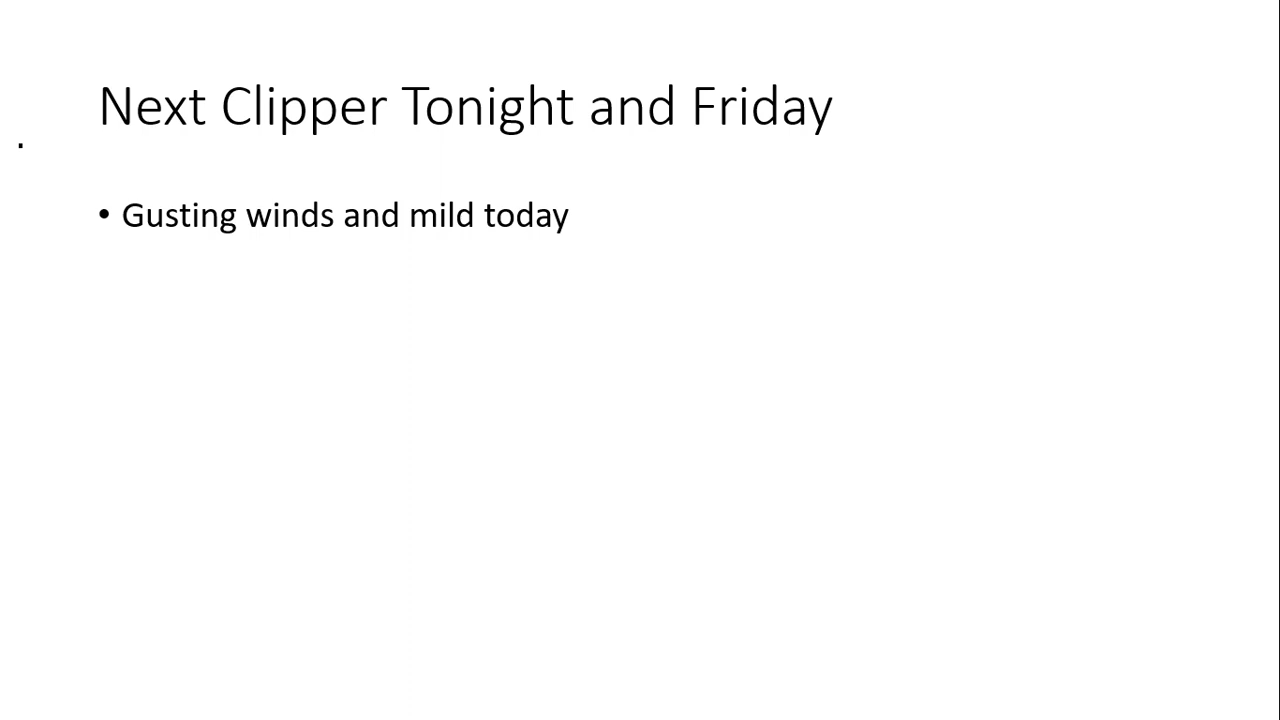 Next Clipper Tonight and Friday
.
• Gusting winds and mild today